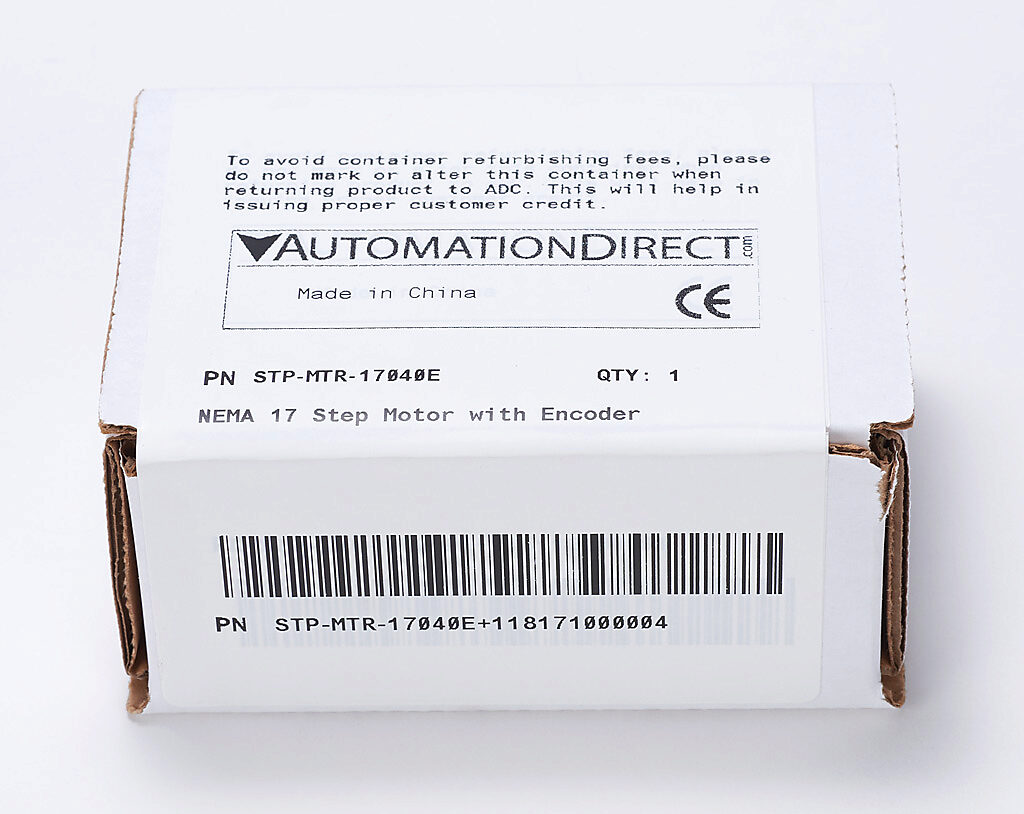 To avoid container refurbishing fees, please
do not mark or alter this container when
returning product to ADC. This will help in
issuing proper customer credit.
AUTOMATIONDIRECT.com
Made in China
CE
PN STP-MTR-17040E QTY: 1
NEMA 17 Step Motor with Encoder
PN STP-MTR-17040E+118171000004